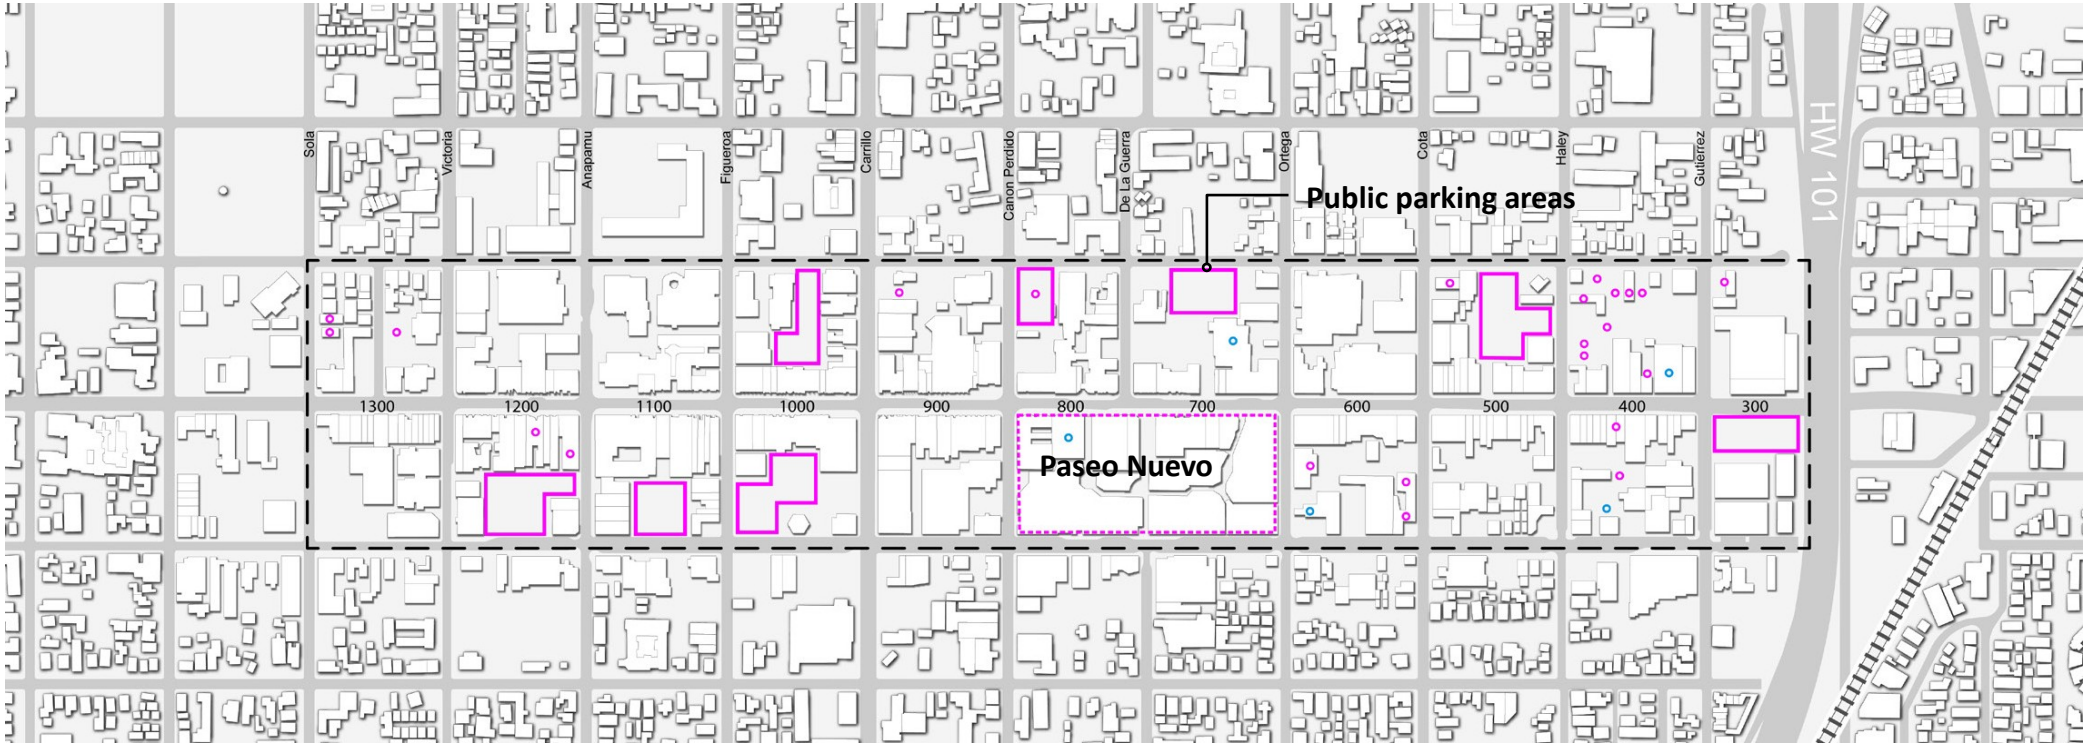 Sola
Victoria
Anapamu
Figueroa
Carrillo
Canon Perdido
De La Guerra
Ortega
Cota
Haley
Gutierrez
HW 101
Public parking areas
1300
1200
1100
1000
900
800
700
600
500
400
300
Paseo Nuevo